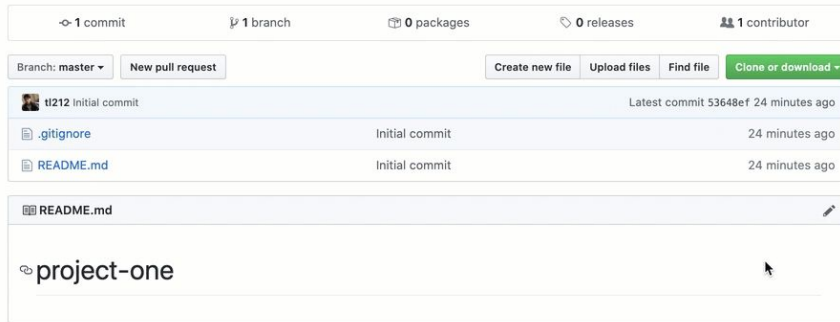 1 commit 1 branch 0 packages 0 releases 1 contributor
Branch: master New pull request Create new file Upload files Find file Clone or download
tl212 Initial commit Latest commit 53648ef 24 minutes ago
.gitignore Initial commit 24 minutes ago
README.md Initial commit 24 minutes ago
README.md
project-one